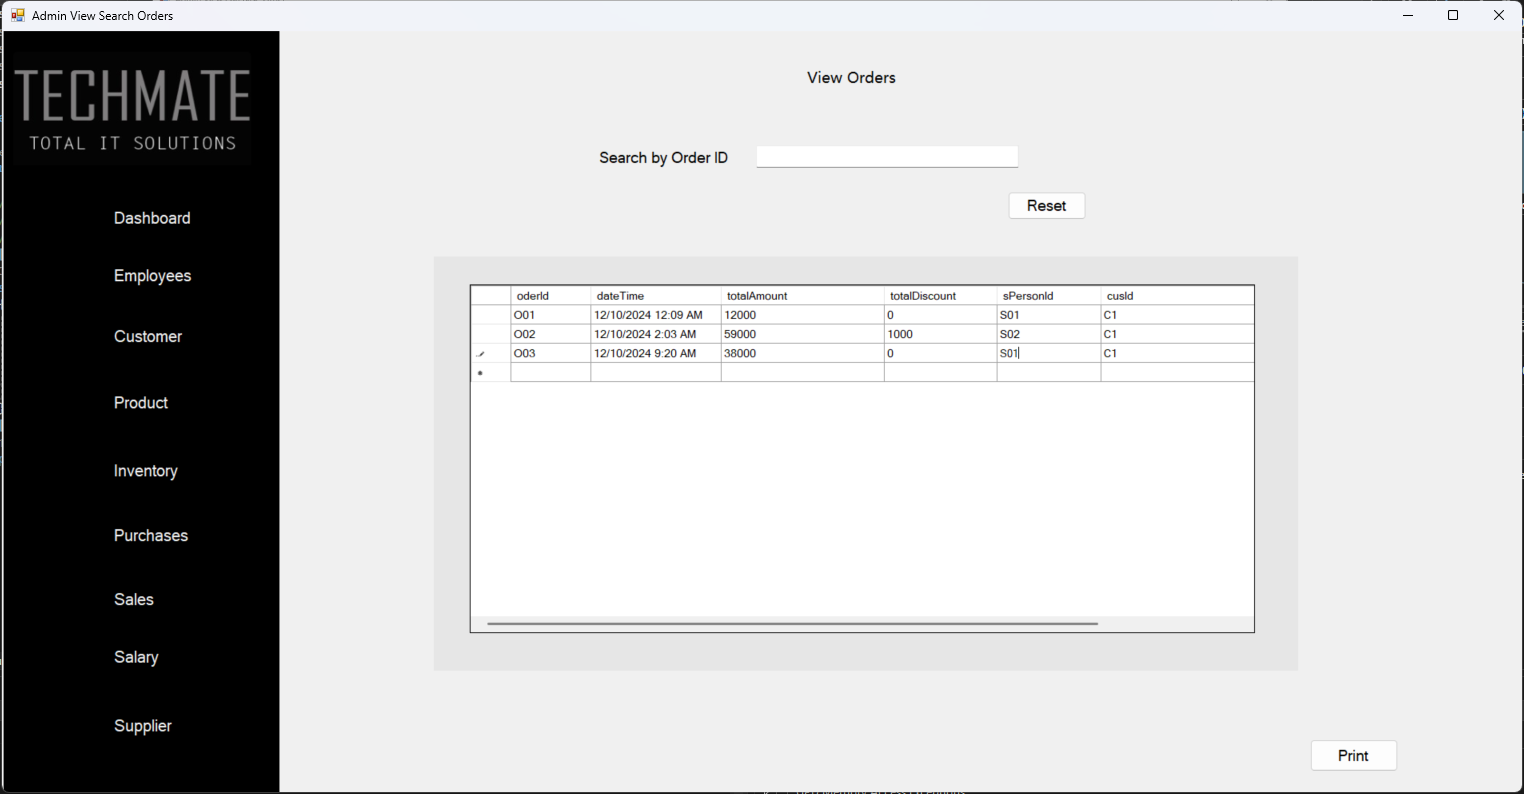 Admin View Search Orders
TECHMATE
TOTAL IT SOLUTIONS
Dashboard
Employees
Customer
Product
Inventory
Purchases
Sales
Salary
Supplier
View Orders
Search by Order ID
Reset
oderId dateTime totalAmount totalDiscount sPersonId cusId
O01 12/10/2024 12:09 AM 12000 0 S01 C1
O02 12/10/2024 2:03 AM 59000 1000 S02 C1
O03 12/10/2024 9:20 AM 38000 0 S01 C1
Print